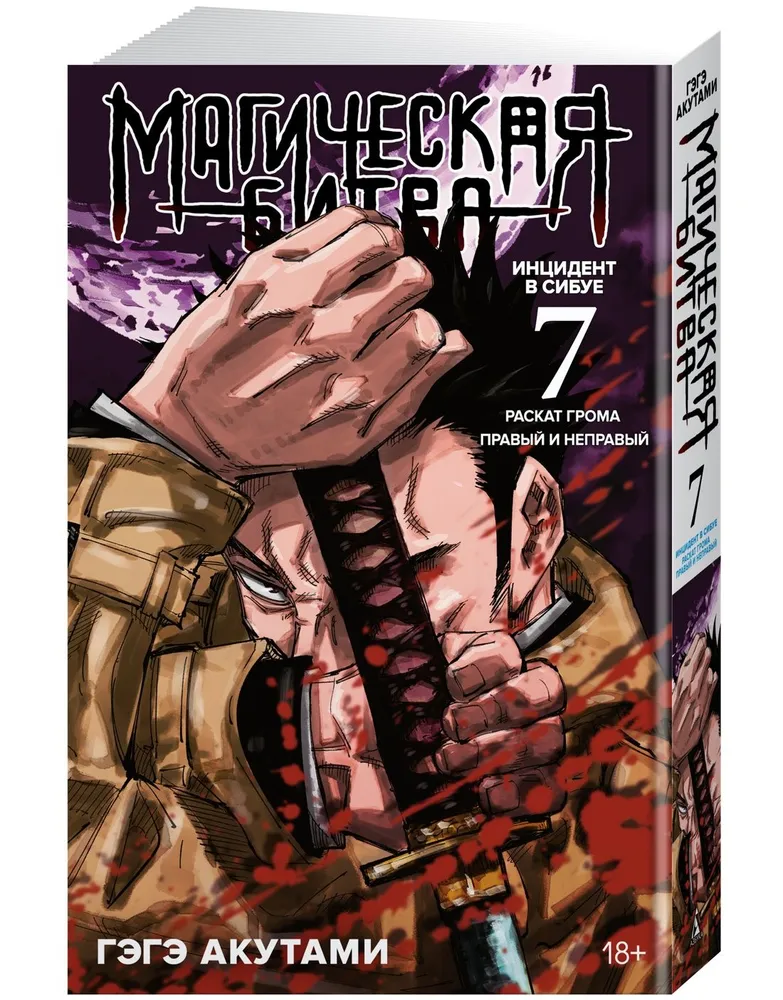 МАГИЧЕСКАЯ
БИТВА
ИНЦИДЕНТ
В СИБУЕ
7
РАСКАТ ГРОМА
ПРАВЫЙ И НЕПРАВЫЙ
ГЭГЭ АКУТАМИ
18+
ГЭГЭ
АКУТАМИ
МАГИЧЕСКАЯ
БИТВА
7
ИНЦИДЕНТ В СИБУЕ
РАСКАТ ГРОМА
ПРАВЫЙ И НЕПРАВЫЙ